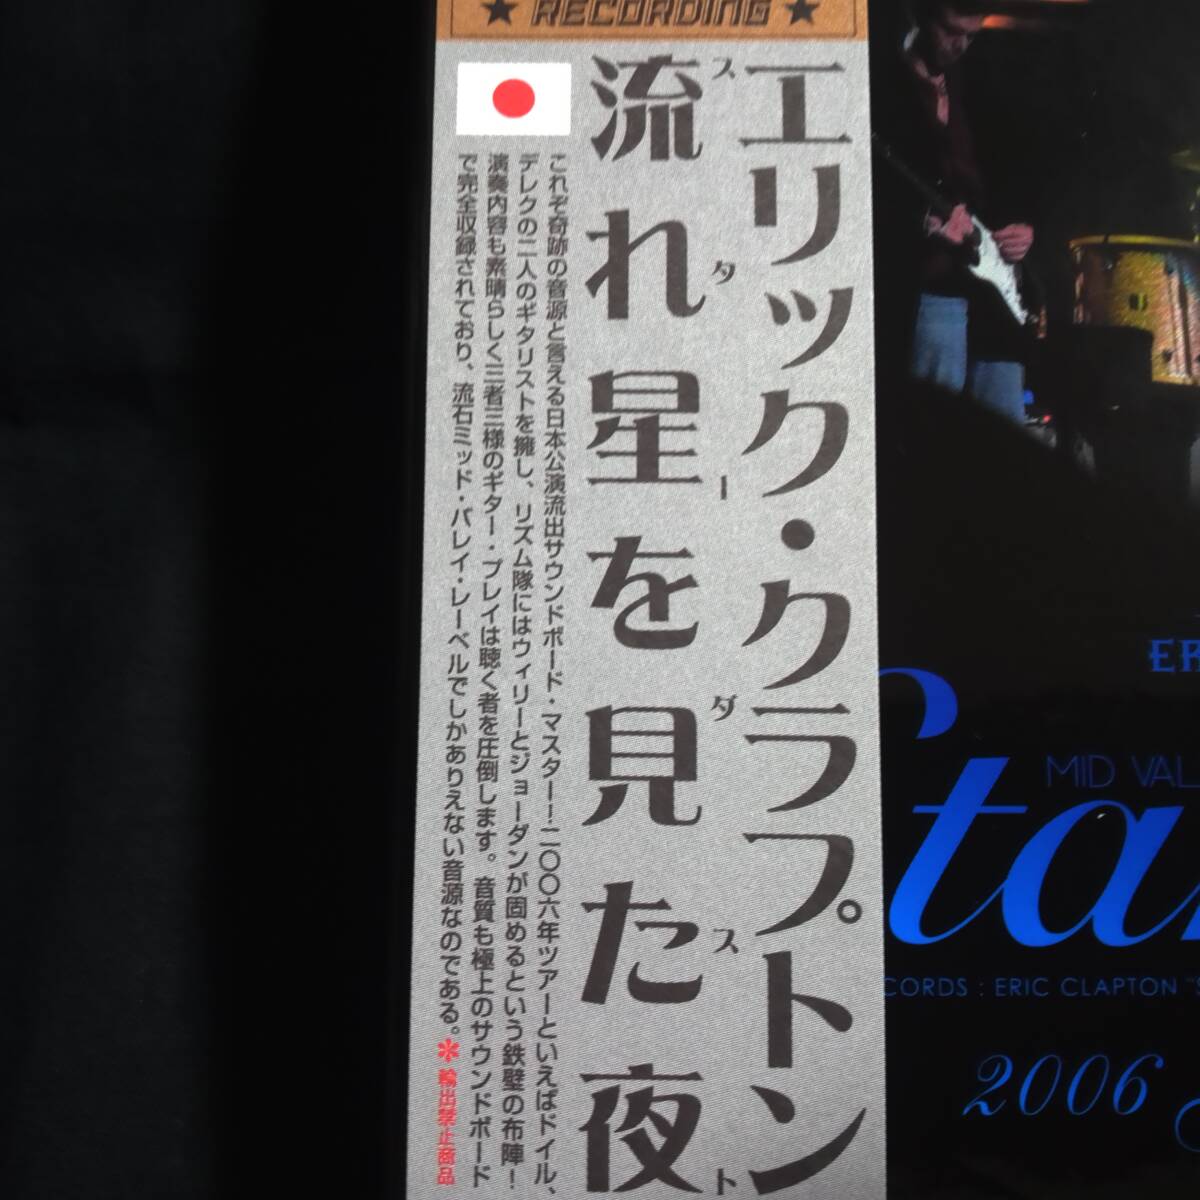 ★ RECORDING ★
エリック・クラプトン
スターダスト
流れ星を見た夜
これぞ奇跡の音源と言える日本公演流出サウンドボード・マスター!二〇〇六年ツアーといえばドイル、
デレクの二人のギタリストを擁し、リズム隊にはウィリーとジョーダンが固めるという鉄壁の布陣!
演奏内容も素晴らしく三者三様のギター・プレイは聴く者を圧倒します。音質も極上のサウンドボード
で完全収録されており、流石ミッド・バレイ・レーベルでしかありえない音源なのである。
*輸出禁止商品
ER
Sta
MID VAL
CORDS : ERIC CLAPTON "S
2006